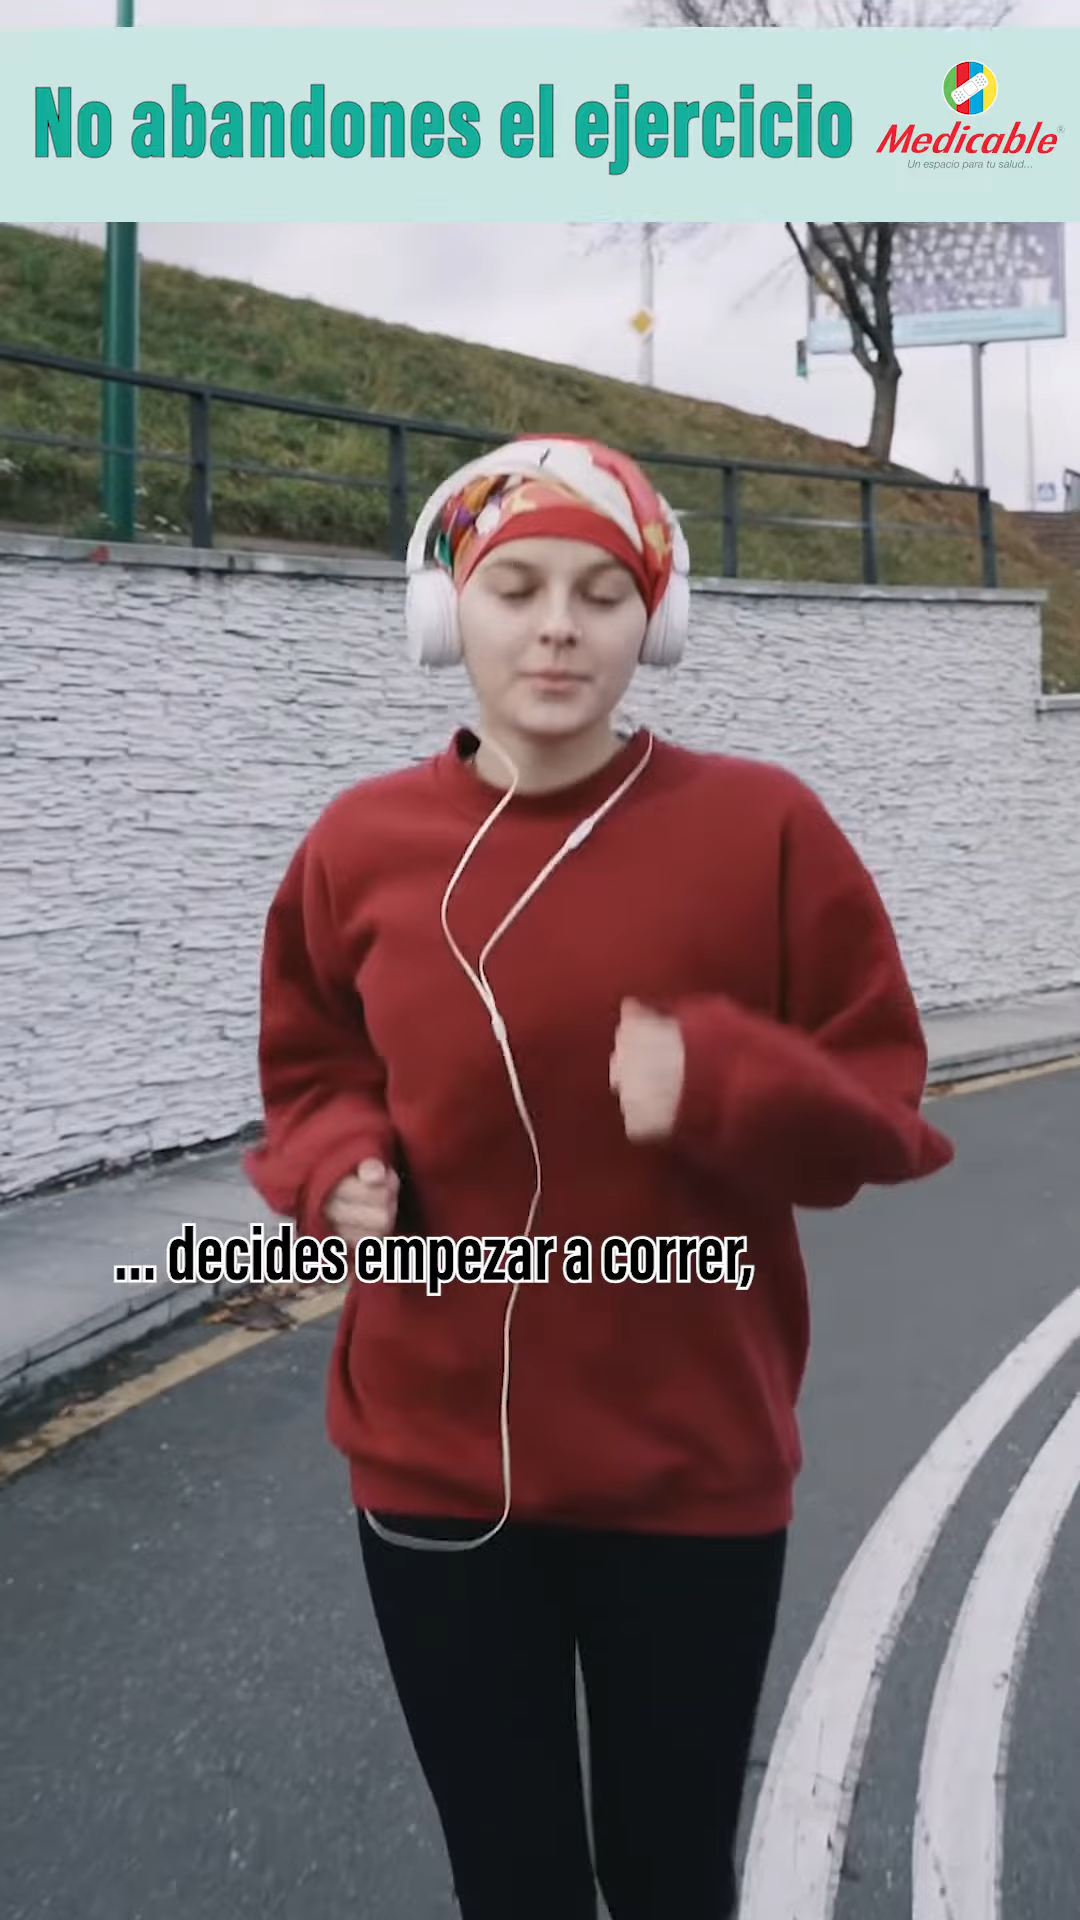 No abandones el ejercicio
Medicable®
Un espacio para tu salud...
... decides empezar a correr,